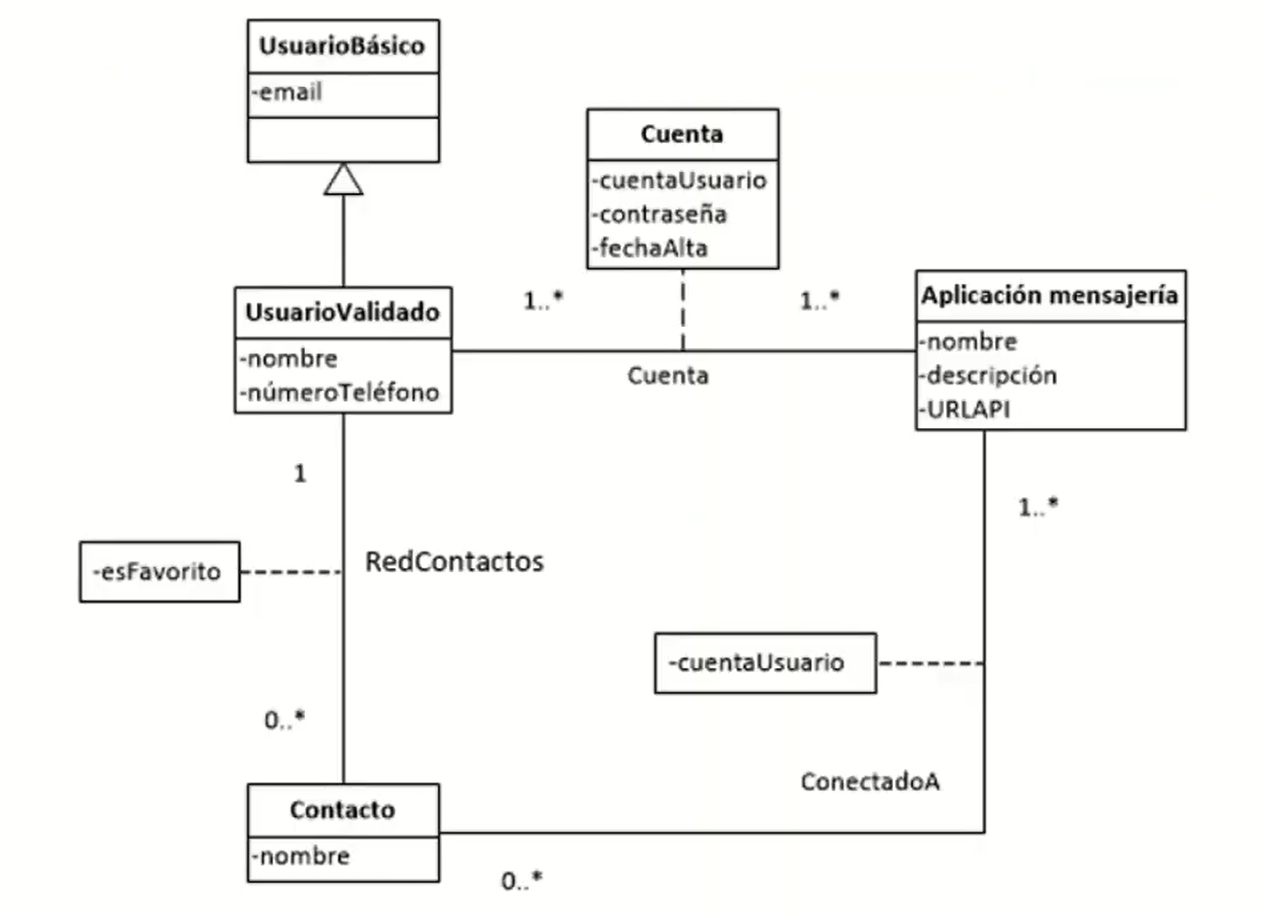 UsuarioBásico
-email
Cuenta
-cuentaUsuario
-contraseña
-fechaAlta
UsuarioValidado
-nombre
-númeroTeléfono
1..*
1..*
Cuenta
Aplicación mensajería
-nombre
-descripción
-URLAPI
1
1..*
-esFavorito
RedContactos
-cuentaUsuario
0..*
ConectadoA
Contacto
-nombre
0..*